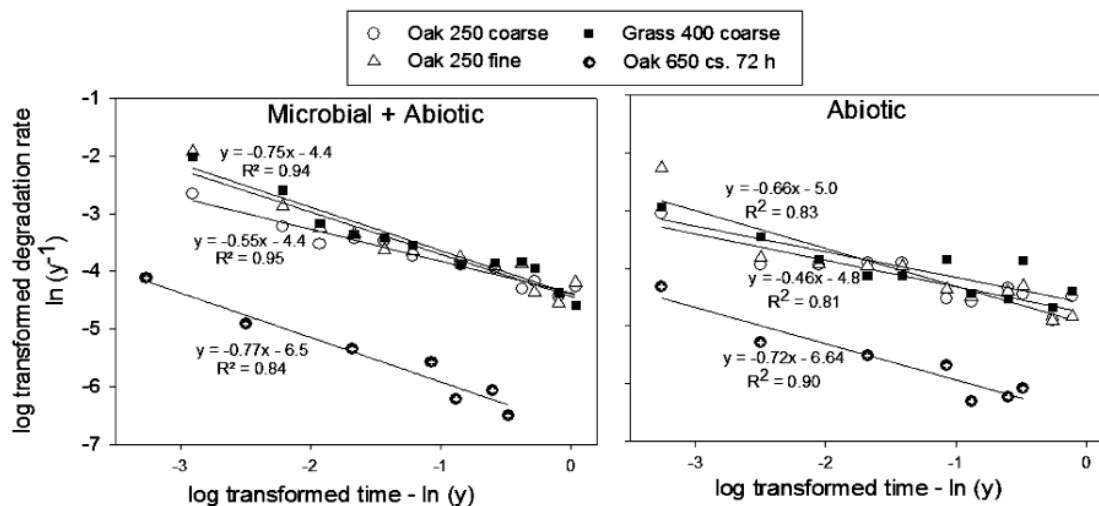 Oak 250 coarse
Grass 400 coarse
Oak 250 fine
Oak 650 cs. 72 h
log transformed degradation rate
ln (y⁻¹)
-1
-2
-3
-4
-5
-6
-7
Microbial + Abiotic
y = -0.75x - 4.4
R² = 0.94
y = -0.55x - 4.4
R² = 0.95
y = -0.77x - 6.5
R² = 0.84
-3
-2
-1
0
log transformed time - ln (y)
Abiotic
y = -0.66x - 5.0
R² = 0.83
y = -0.46x - 4.8
R² = 0.81
y = -0.72x - 6.64
R² = 0.90
-3
-2
-1
0
log transformed time - ln (y)